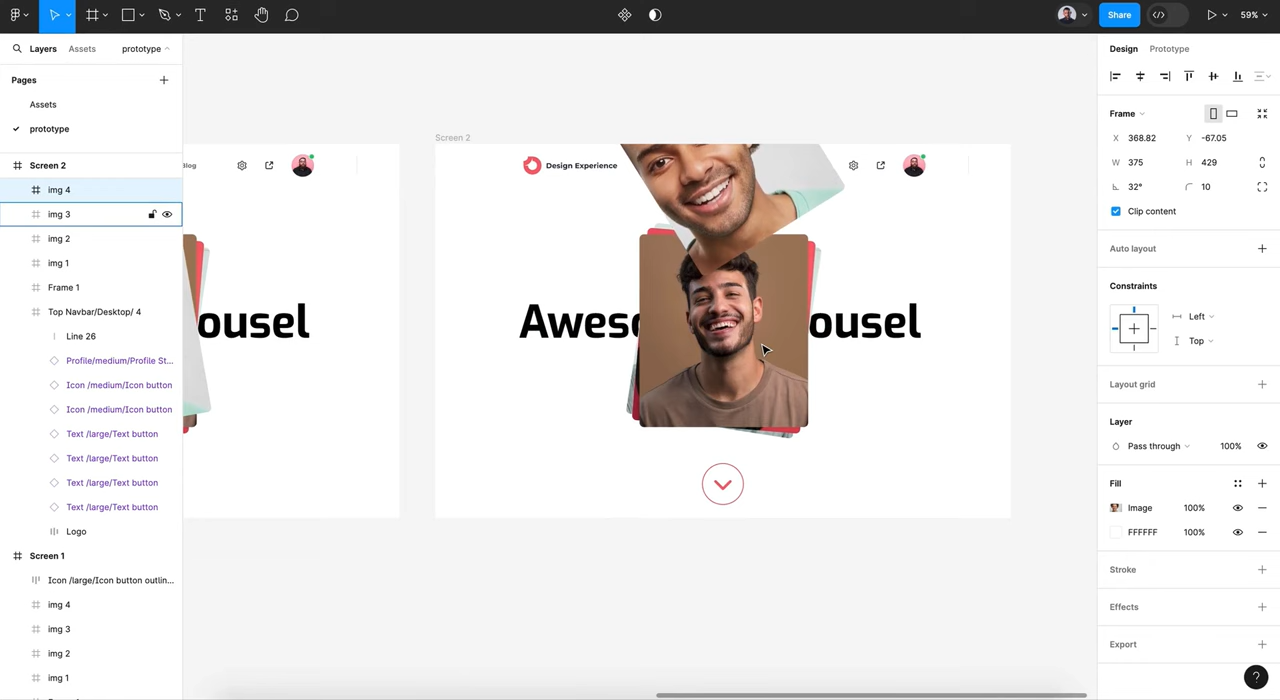 Share
59%
Layers Assets prototype
Pages
Assets
prototype
Screen 2
img 4
img 3
img 2
img 1
Frame 1
Top Navbar/Desktop/ 4
Line 26
Profile/medium/Profile St...
Icon /medium/Icon button
Icon /medium/Icon button
Text /large/Text button
Text /large/Text button
Text /large/Text button
Text /large/Text button
Logo
Screen 1
Icon /large/Icon button outlin...
img 4
img 3
img 2
img 1
Blog
ousel
Screen 2
Design Experience
Aweso ousel
Design Prototype
Frame
X 368.82 Y -67.05
W 375 H 429
32° 10
Clip content
Auto layout
Constraints
Left
Top
Layout grid
Layer
Pass through 100%
Fill
Image 100%
FFFFFF 100%
Stroke
Effects
Export
?